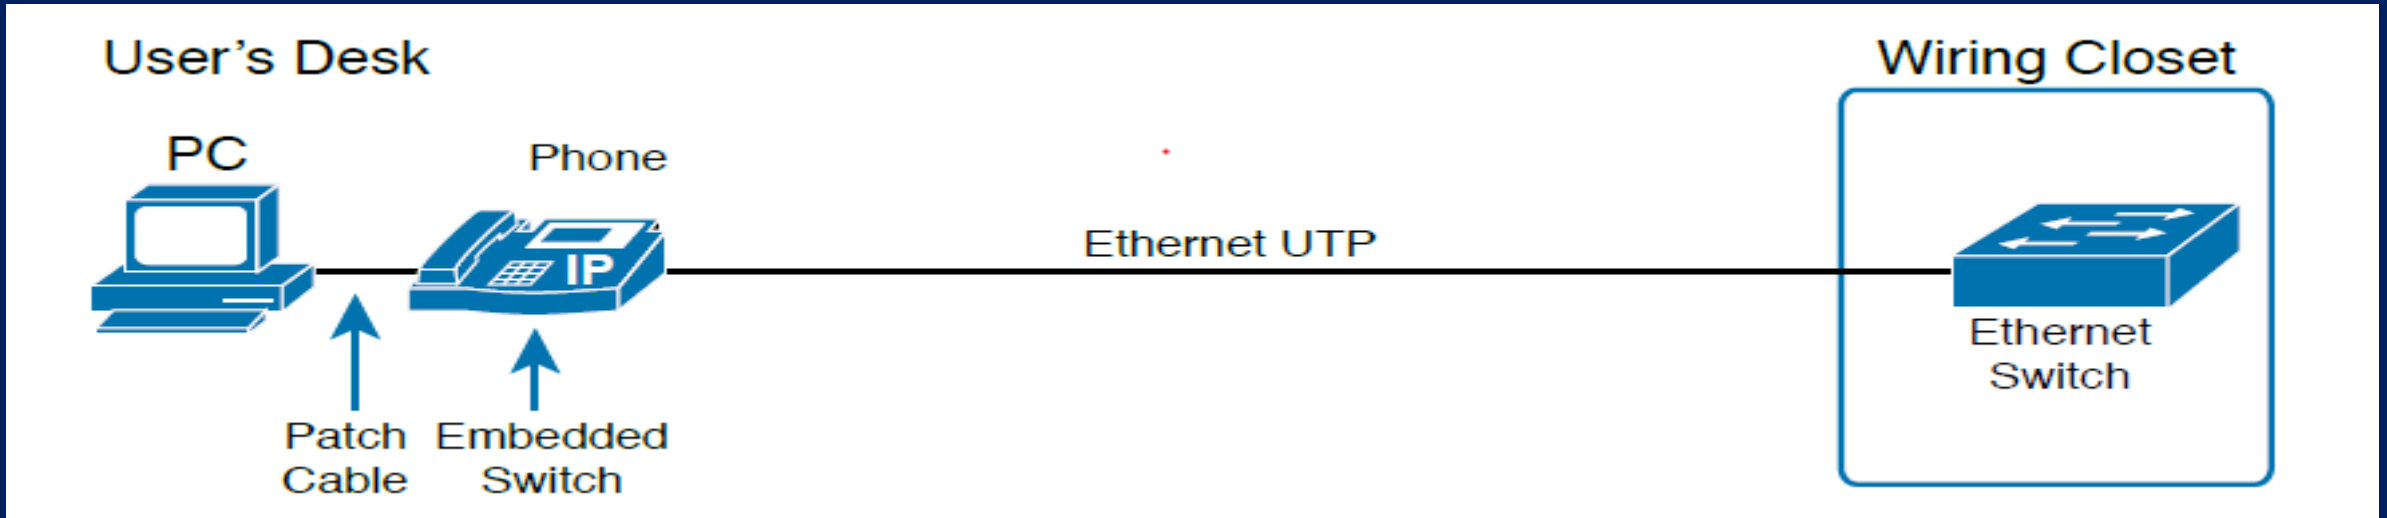 User's Desk
Wiring Closet
PC
Phone
IP
Ethernet UTP
Ethernet
Switch
Patch
Cable
Embedded
Switch